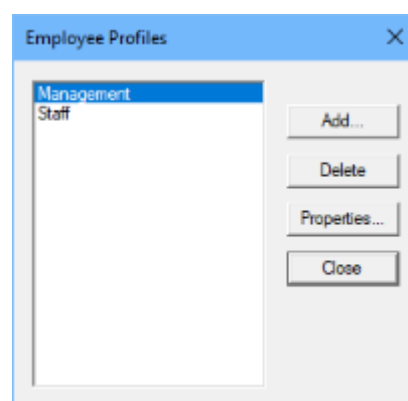 Employee Profiles
Management
Staff
Add...
Delete
Properties...
Close